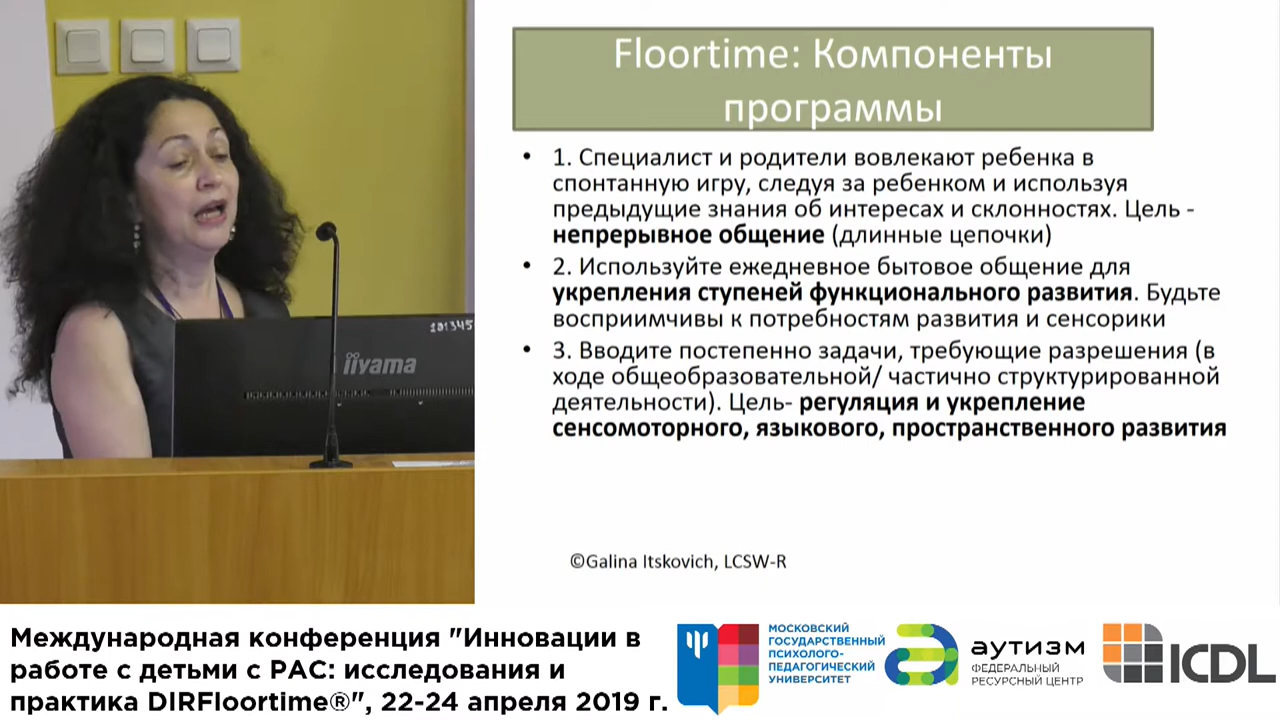 Floortime: Компоненты
программы
• 1. Специалист и родители вовлекают ребенка в
спонтанную игру, следуя за ребенком и используя
предыдущие знания об интересах и склонностях. Цель -
непрерывное общение (длинные цепочки)
• 2. Используйте ежедневное бытовое общение для
укрепления ступеней функционального развития. Будьте
восприимчивы к потребностям развития и сенсорики
• 3. Вводите постепенно задачи, требующие разрешения (в
ходе общеобразовательной/ частично структурированной
деятельности). Цель- регуляция и укрепление
сенсомоторного, языкового, пространственного развития
©Galina Itskovich, LCSW-R
101345
iiyama
Международная конференция "Инновации в
работе с детьми с РАС: исследования и
практика DIRFloortime®", 22-24 апреля 2019 г.
МОСКОВСКИЙ
ГОСУДАРСТВЕННЫЙ
ПСИХОЛОГО-
ПЕДАГОГИЧЕСКИЙ
УНИВЕРСИТЕТ
аутизм
ФЕДЕРАЛЬНЫЙ
РЕСУРСНЫЙ ЦЕНТР
ICDL